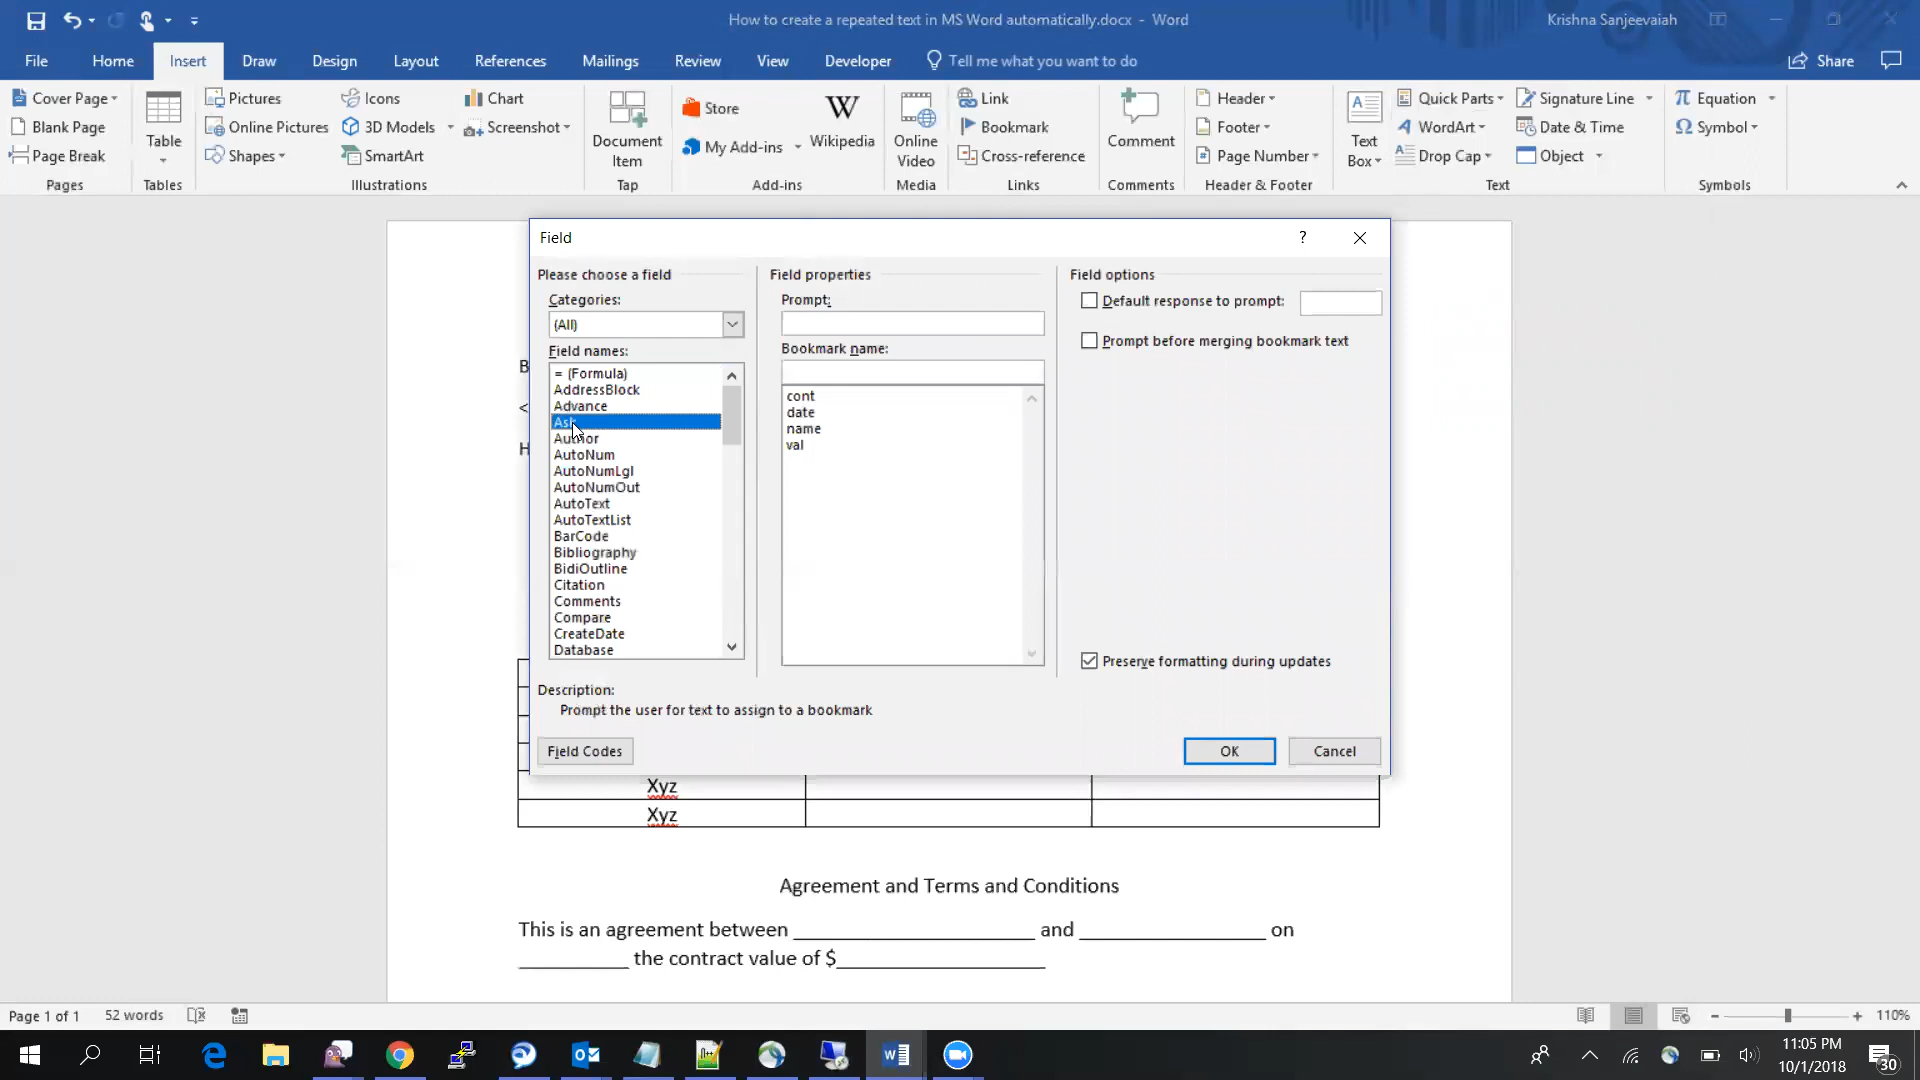 How to create a repeated text in MS Word automatically.docx - Word
Krishna Sanjeevaiah
File Home Insert Draw Design Layout References Mailings Review View Developer Tell me what you want to do Share
Cover Page
Blank Page
Page Break
Pages
Table
Tables
Pictures
Online Pictures
Shapes
Icons
3D Models
SmartArt
Chart
Screenshot
Illustrations
Document
Item
Tap
Store
My Add-ins
W
Wikipedia
Add-ins
Online
Video
Media
Link
Bookmark
Cross-reference
Links
Comment
Comments
Header
Footer
Page Number
Header & Footer
Text
Box
Quick Parts
WordArt
Drop Cap
Signature Line
Date & Time
Object
Text
Equation
Symbol
Symbols
Field
?
Please choose a field
Categories:
(All)
Field names:
= (Formula)
AddressBlock
Advance
Ask
Author
AutoNum
AutoNumLgl
AutoNumOut
AutoText
AutoTextList
BarCode
Bibliography
BidiOutline
Citation
Comments
Compare
CreateDate
Database
Field properties
Prompt:
Bookmark name:
cont
date
name
val
Field options
Default response to prompt:
Prompt before merging bookmark text
Preserve formatting during updates
Description:
Prompt the user for text to assign to a bookmark
Field Codes
OK
Cancel
B
<
H
Xyz
Xyz
Agreement and Terms and Conditions
This is an agreement between ______________________ and _________________ on
__________ the contract value of $___________________
Page 1 of 1 52 words
110%
11:05 PM
10/1/2018
30